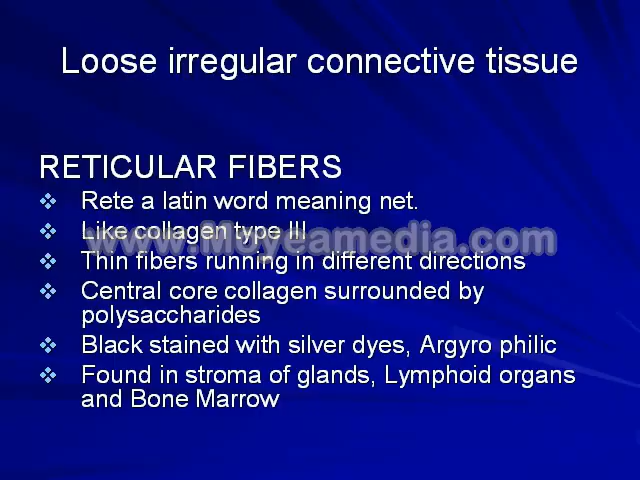 Loose irregular connective tissue
RETICULAR FIBERS
Rete a latin word meaning net.
Like collagen type III
www.Moyeamedia.com
Thin fibers running in different directions
Central core collagen surrounded by
polysaccharides
Black stained with silver dyes, Argyro philic
Found in stroma of glands, Lymphoid organs
and Bone Marrow